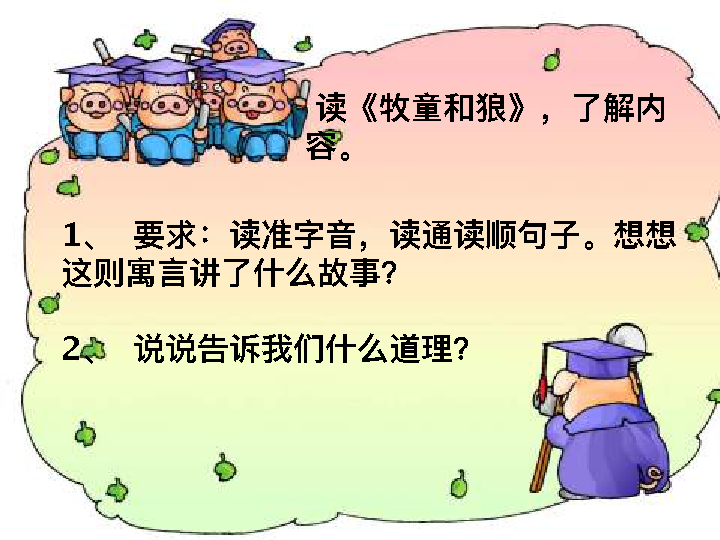 读《牧童和狼》，了解内
容。
1、 要求：读准字音，读通读顺句子。想想
这则寓言讲了什么故事?
2、 说说告诉我们什么道理?